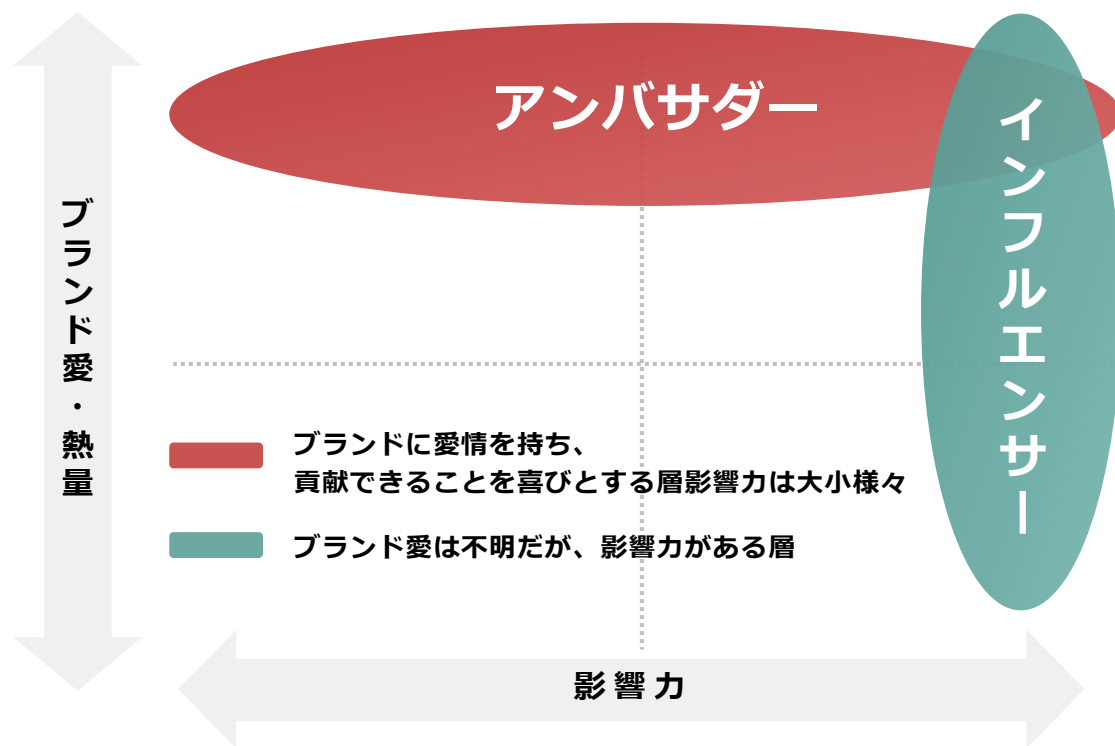 アンバサダー
インフルエンサー
ブランド愛・熱量
ブランドに愛情を持ち、
貢献できることを喜びとする層影響力は大小様々
ブランド愛は不明だが、影響力がある層
影響力